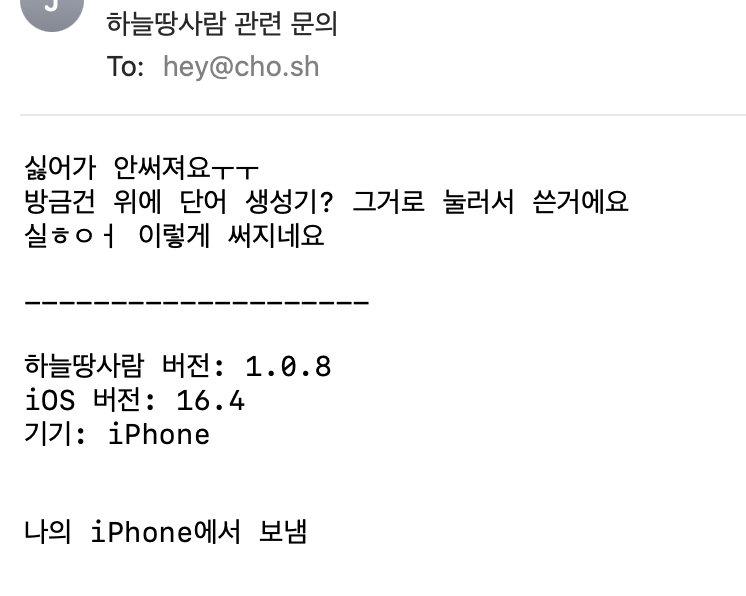 J
하늘땅사람 관련 문의
To: hey@cho.sh
싫어가 안써져요ㅜㅜ
방금건 위에 단어 생성기? 그거로 눌러서 쓴거에요
실ㅎㅇㅓ 이렇게 써지네요
--------------------
하늘땅사람 버전: 1.0.8
iOS 버전: 16.4
기기: iPhone
나의 iPhone에서 보냄